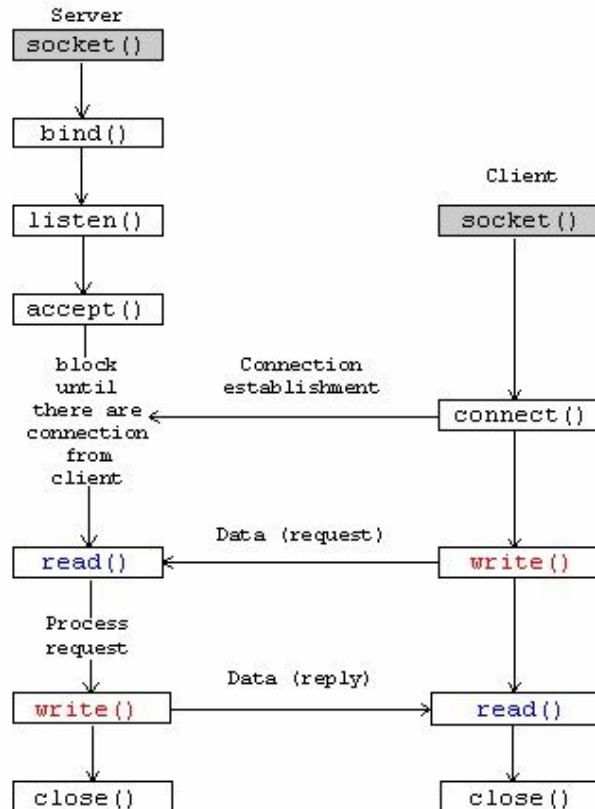 Server
socket()
bind()
Client
listen()
socket()
accept()
block
until
there are
connection
from
client
Connection
establishment
connect()
Data (request)
read()
write()
Process
request
Data (reply)
write()
read()
close()
close()